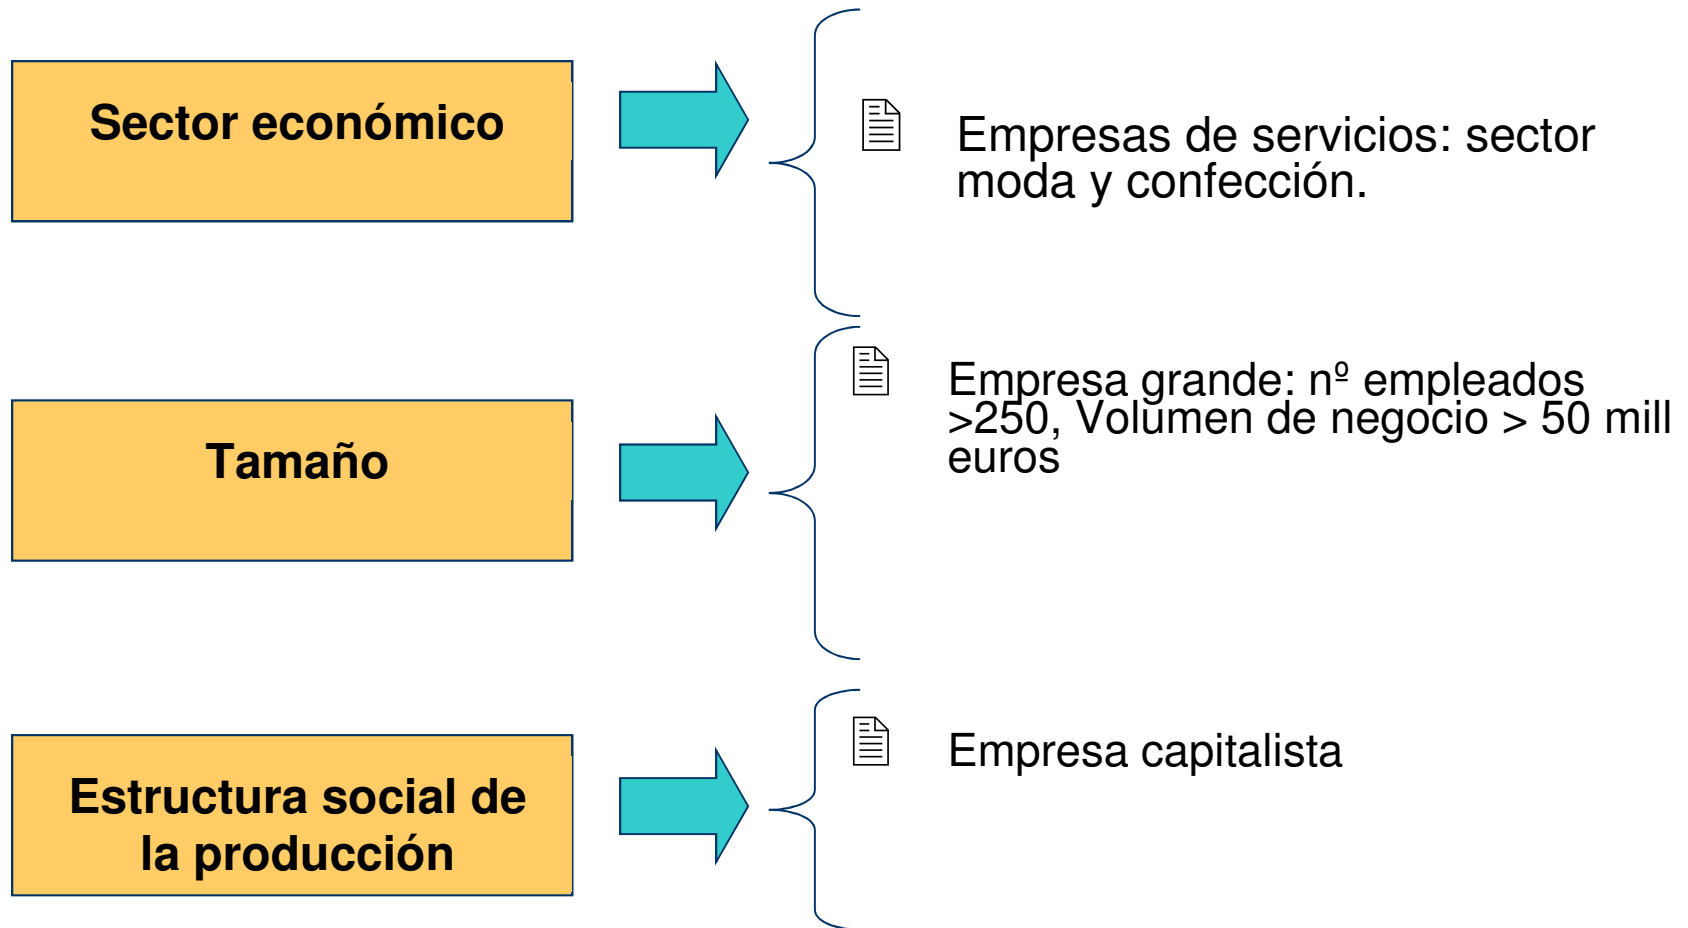 Sector económico
Empresas de servicios: sector
moda y confección.
Tamaño
Empresa grande: nº empleados
>250, Volumen de negocio > 50 mill
euros
Estructura social de
la producción
Empresa capitalista